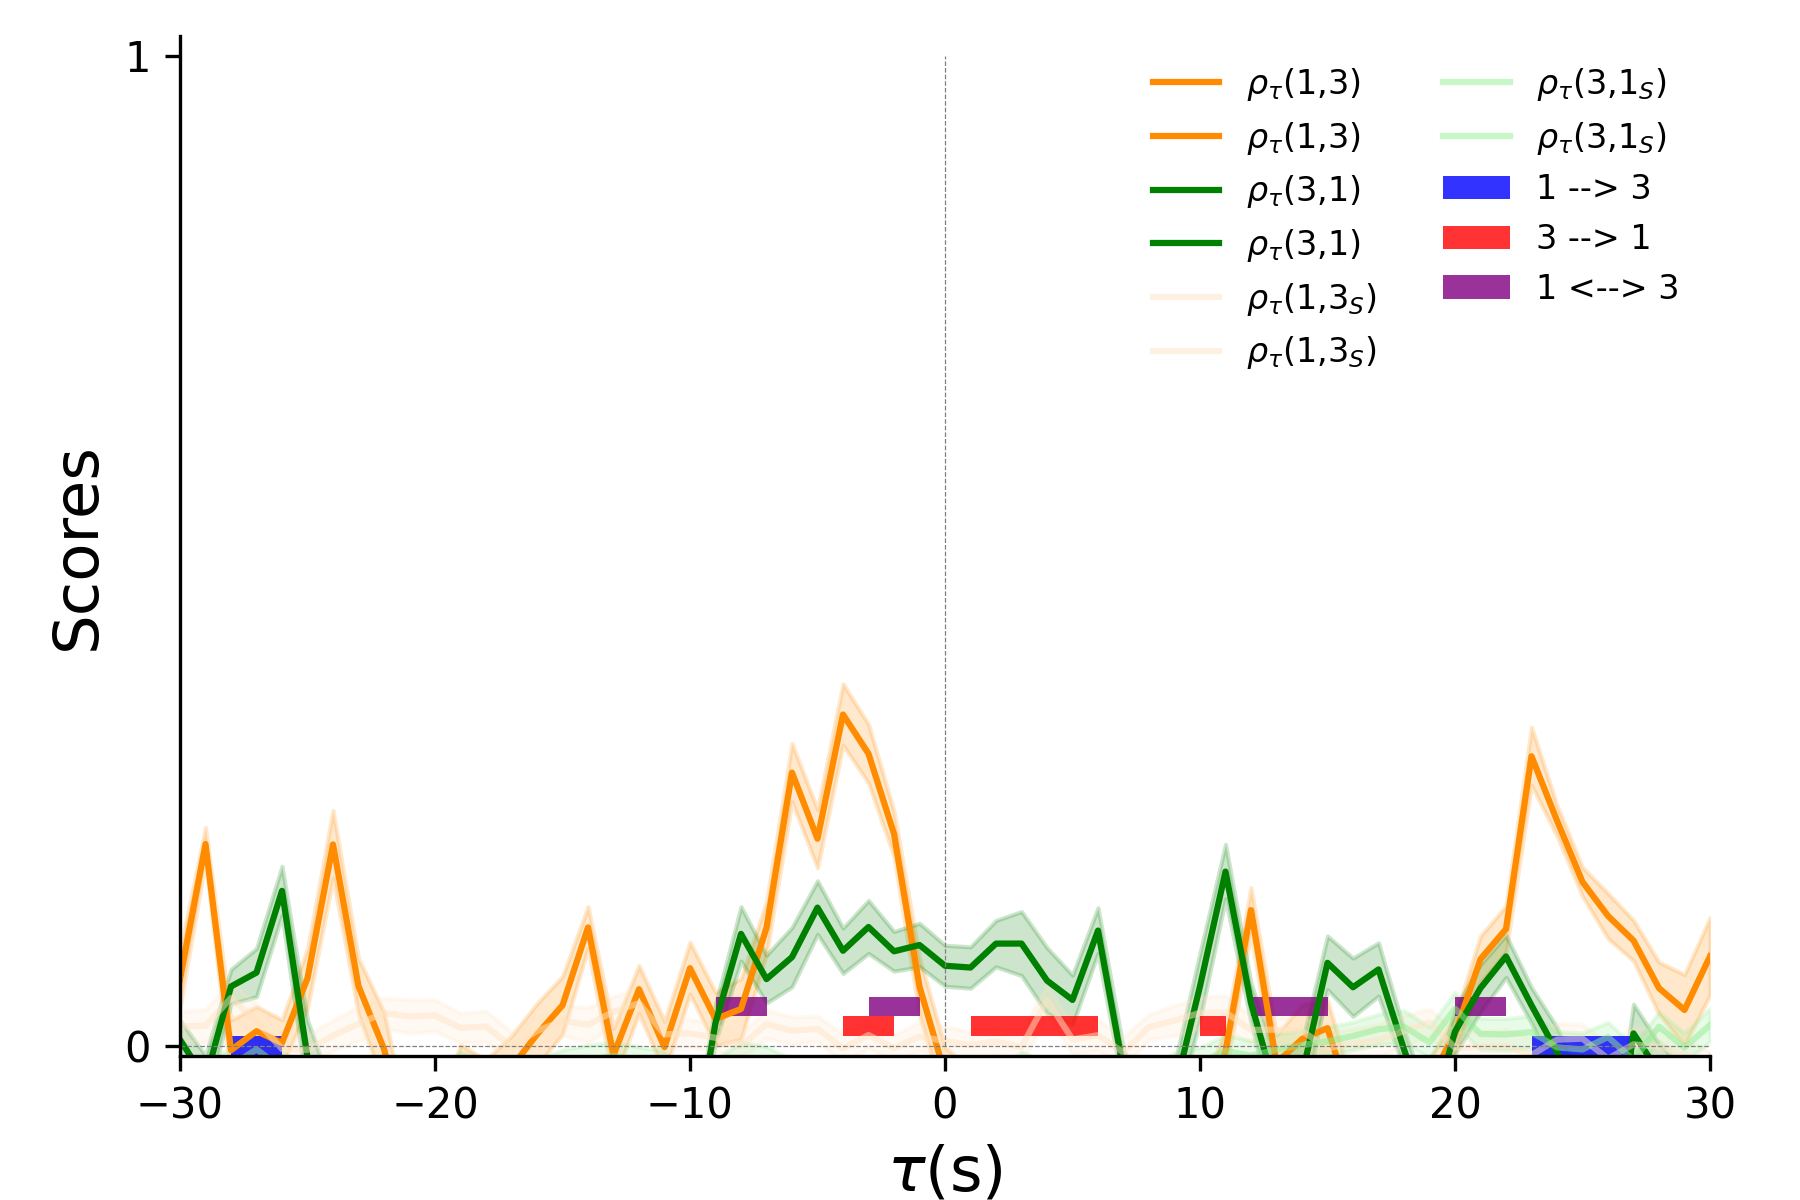 1
ρτ(1,3)
ρτ(1,3)
ρτ(3,1)
ρτ(3,1)
ρτ(1,3S)
ρτ(1,3S)
ρτ(3,1S)
ρτ(3,1S)
1 --> 3
3 --> 1
1 <--> 3
Scores
0
−30 −20 −10 0 10 20 30
τ(s)